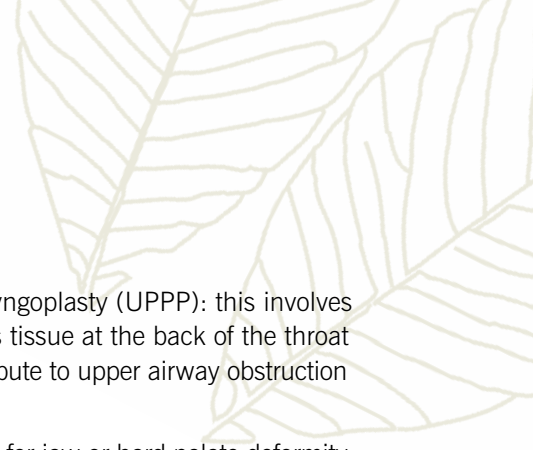 yngoplasty (UPPP): this involves
s tissue at the back of the throat
bute to upper airway obstruction
for jaw or hard palate deformity